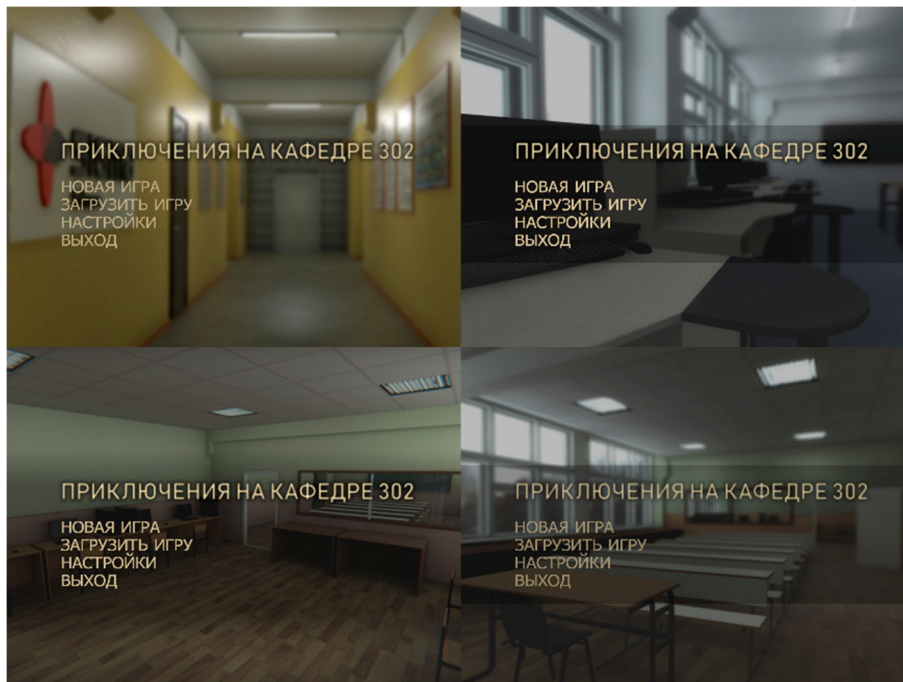 ПРИКЛЮЧЕНИЯ НА КАФЕДРЕ 302
НОВАЯ ИГРА
ЗАГРУЗИТЬ ИГРУ
НАСТРОЙКИ
ВЫХОД
ПРИКЛЮЧЕНИЯ НА КАФЕДРЕ 302
НОВАЯ ИГРА
ЗАГРУЗИТЬ ИГРУ
НАСТРОЙКИ
ВЫХОД
ПРИКЛЮЧЕНИЯ НА КАФЕДРЕ 302
НОВАЯ ИГРА
ЗАГРУЗИТЬ ИГРУ
НАСТРОЙКИ
ВЫХОД
ПРИКЛЮЧЕНИЯ НА КАФЕДРЕ 302
НОВАЯ ИГРА
ЗАГРУЗИТЬ ИГРУ
НАСТРОЙКИ
ВЫХОД